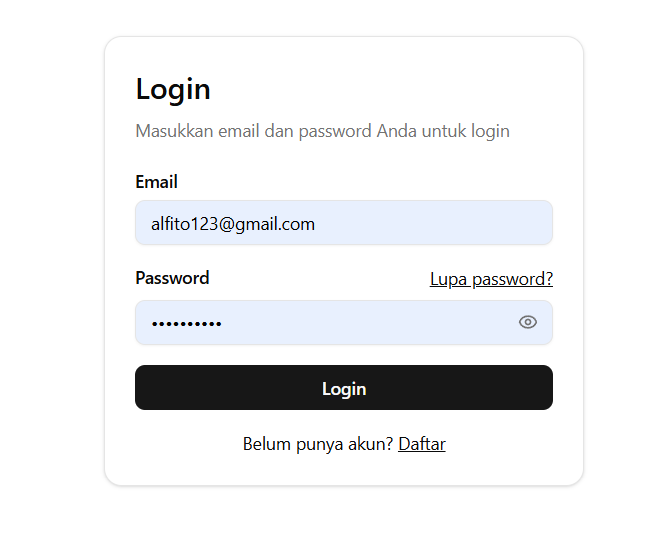 Login
Masukkan email dan password Anda untuk login
Email
alfito123@gmail.com
Password
Lupa password?
••••••••••
Login
Belum punya akun? Daftar